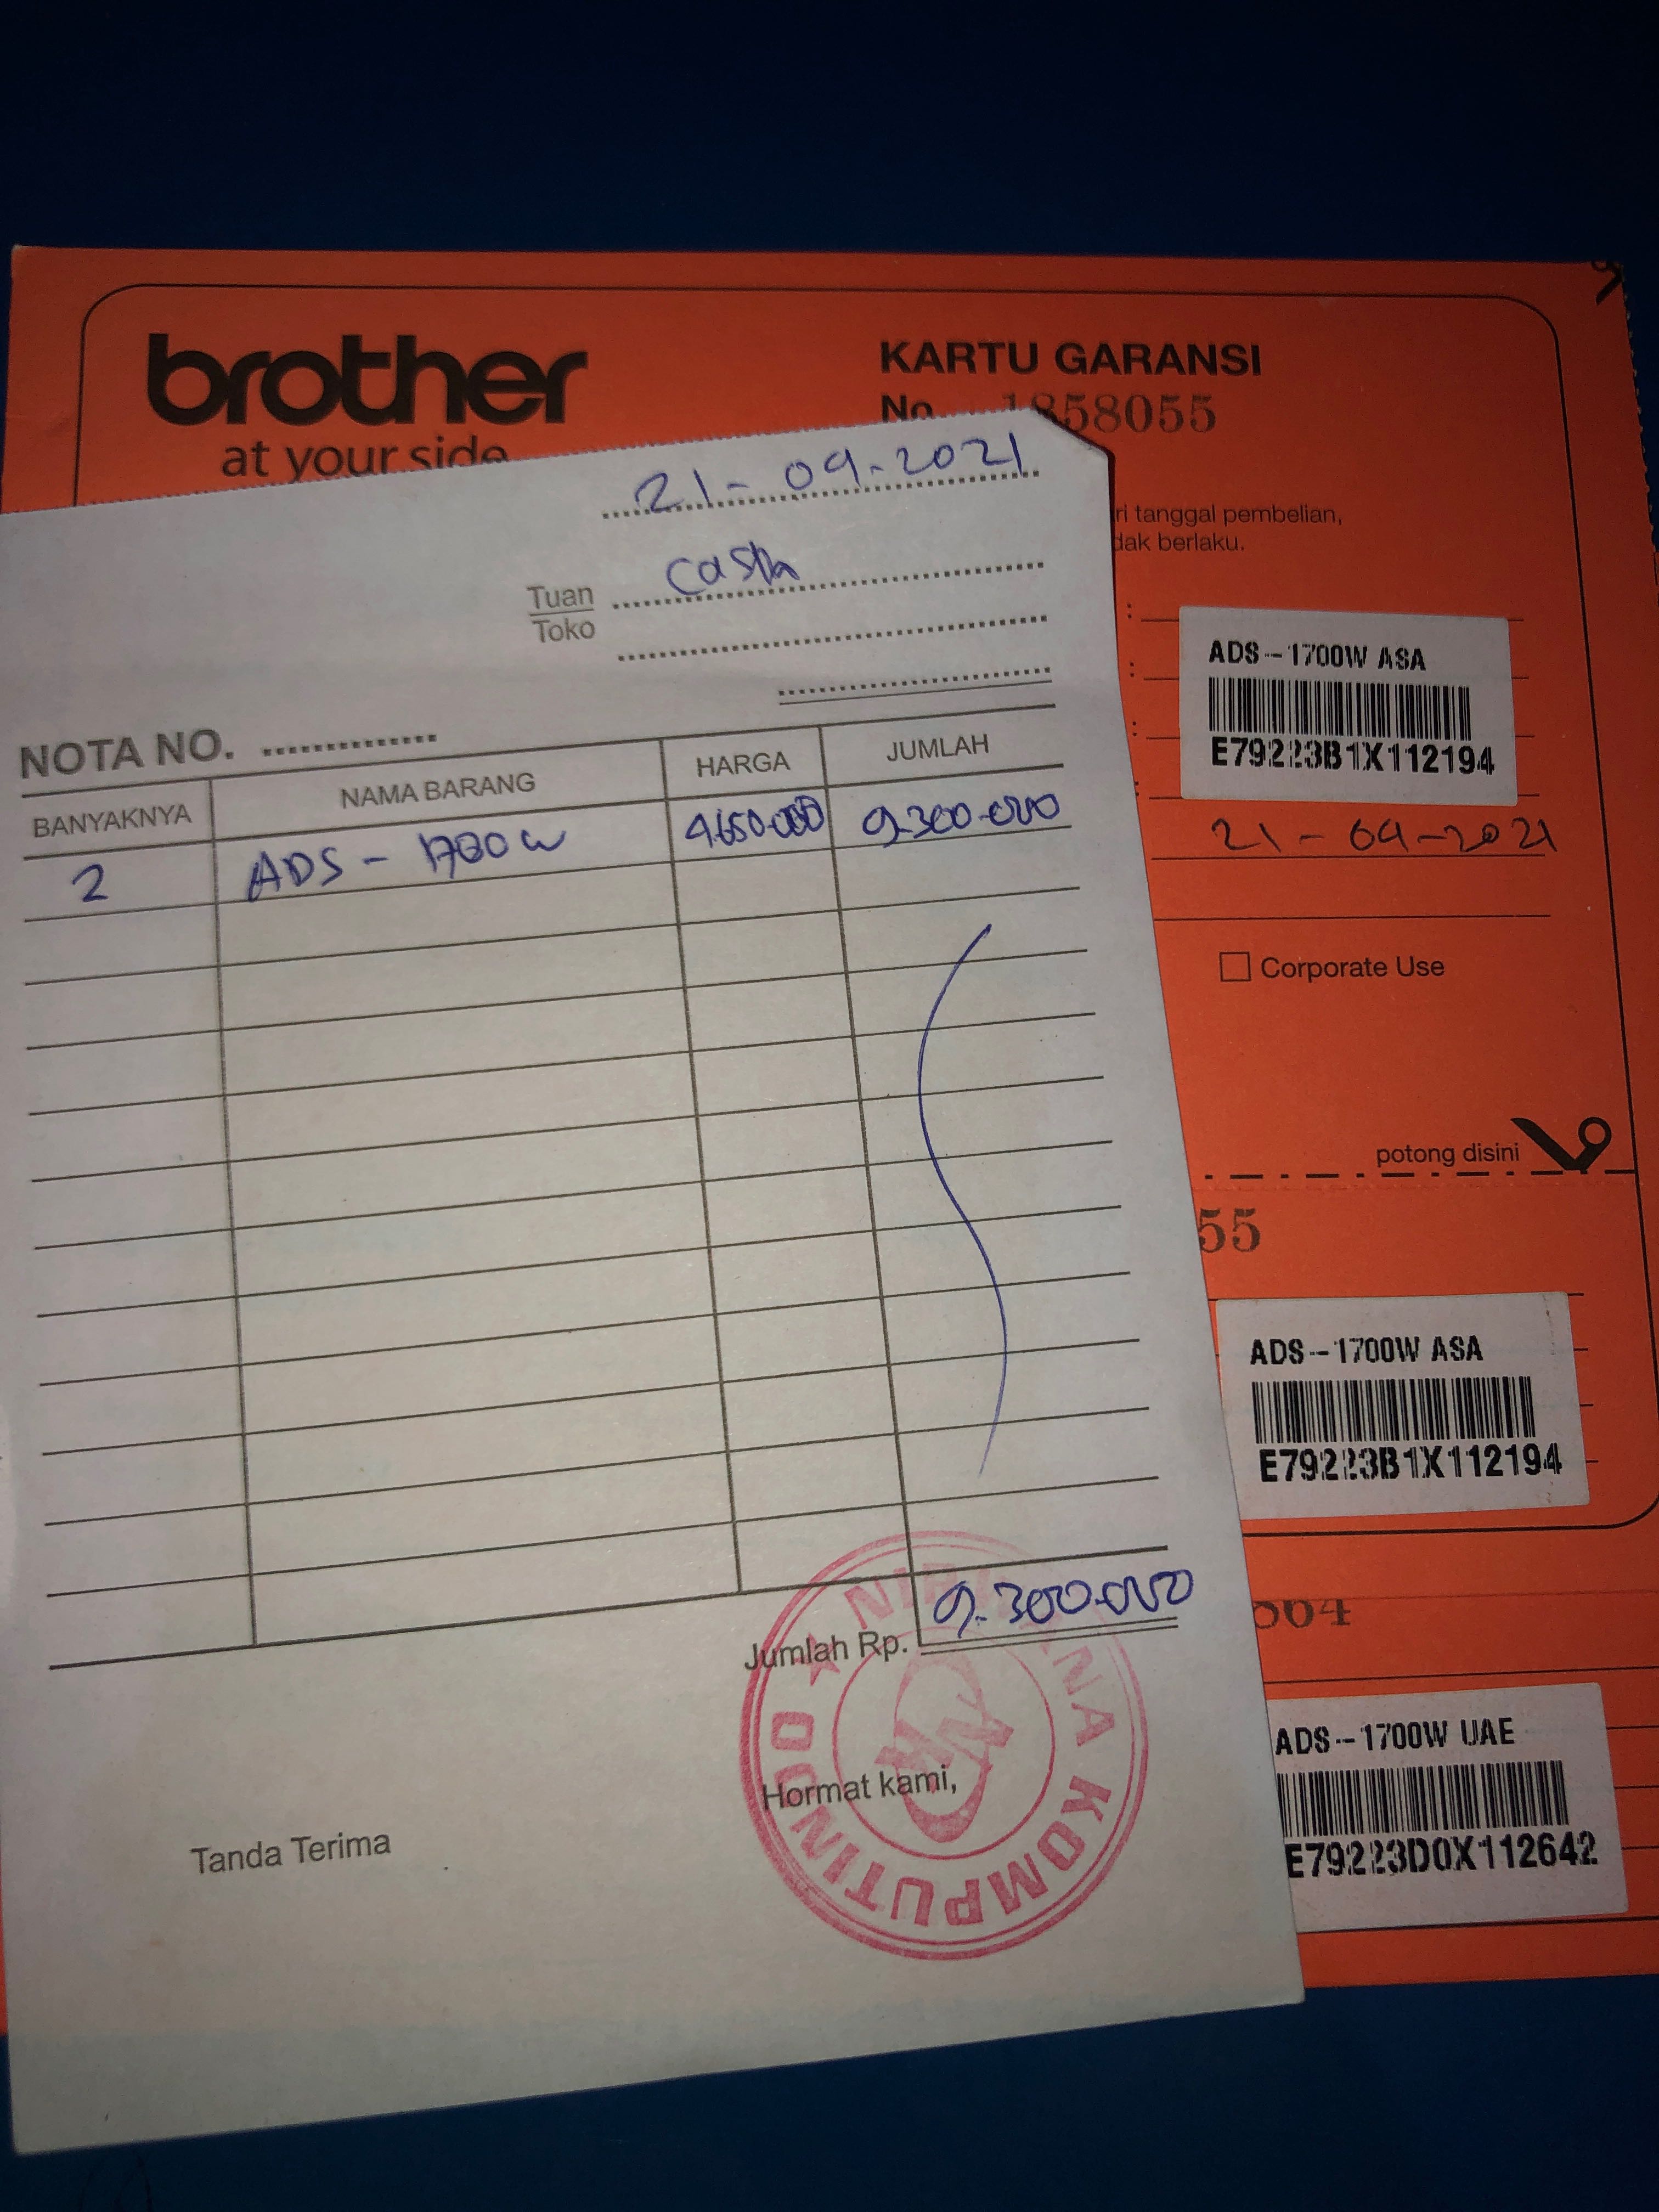 brother
at your side
KARTU GARANSI
No. 1858055
ri tanggal pembelian,
dak berlaku.
ADS--1700W ASA
E79223B1X112194
21-09-2021
Corporate Use
potong disini
55
ADS--1700W ASA
E79223B1X112194
ADS--1700W UAE
E79223D0X112642
21-09-2021
Tuan
Toko
Cash
NOTA NO.
BANYAKNYA NAMA BARANG HARGA JUMLAH
2 ADS-1700W 4.650.000 9.300.000
Jumlah Rp. 9.300.000
Tanda Terima
Hormat kami,
NIRWANA KOMPUTINDO